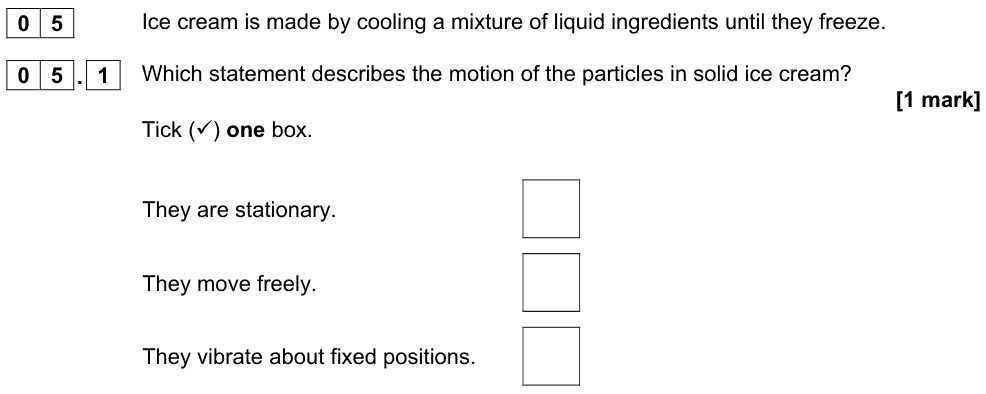 0 5 Ice cream is made by cooling a mixture of liquid ingredients until they freeze.
0 5 . 1 Which statement describes the motion of the particles in solid ice cream?
[1 mark]
Tick (✓) one box.
They are stationary.
They move freely.
They vibrate about fixed positions.